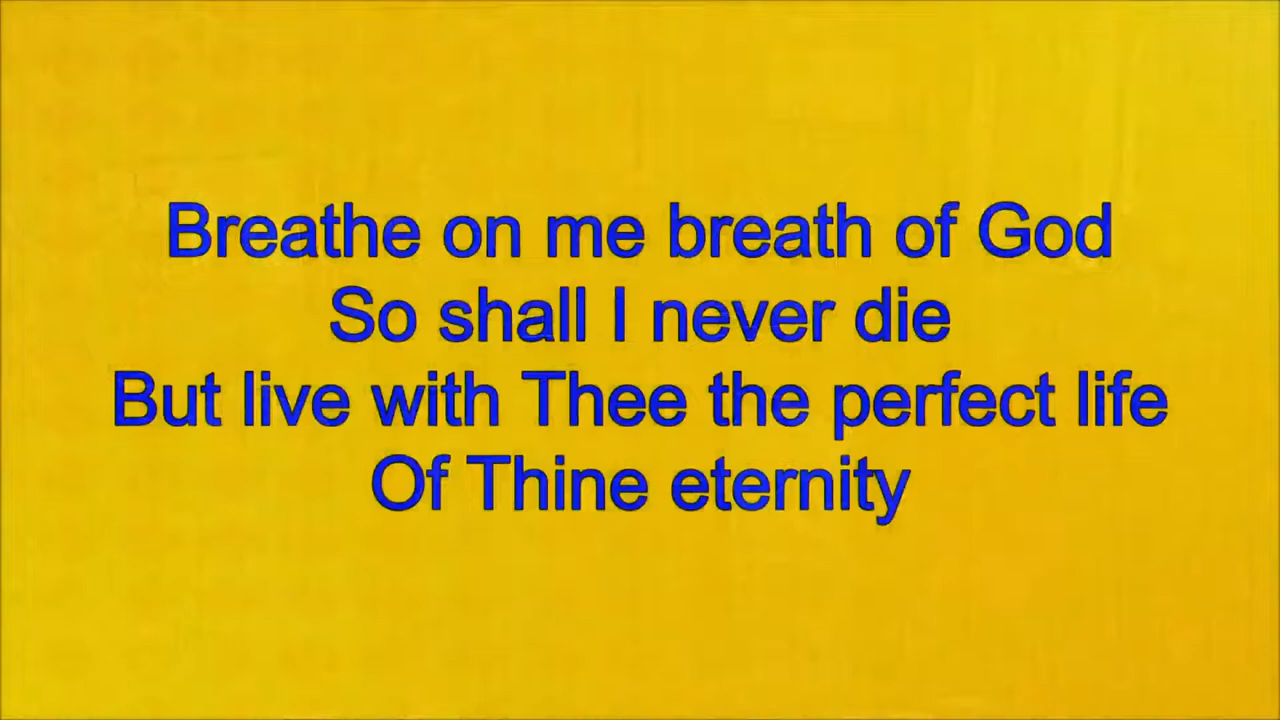 Breathe on me breath of God
So shall I never die
But live with Thee the perfect life
Of Thine eternity